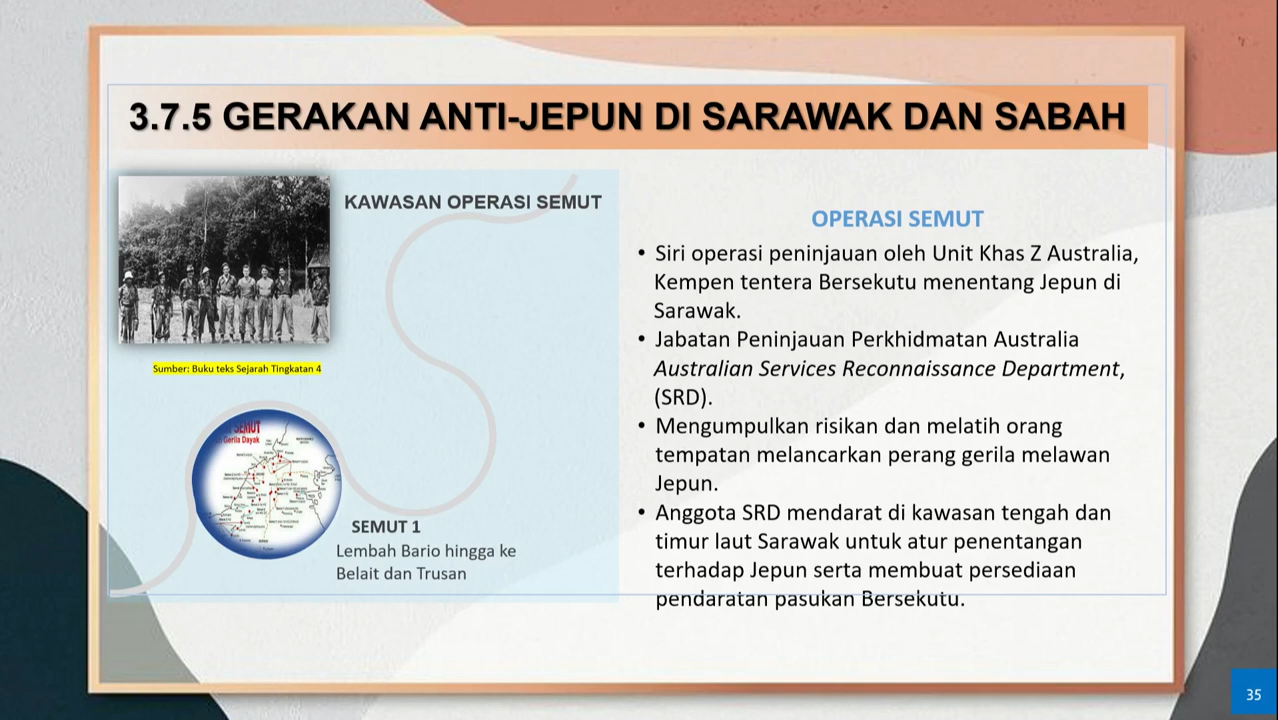 3.7.5 GERAKAN ANTI-JEPUN DI SARAWAK DAN SABAH
KAWASAN OPERASI SEMUT
Sumber: Buku teks Sejarah Tingkatan 4
SEMUT
Gerila Dayak
SEMUT 1
Lembah Bario hingga ke
Belait dan Trusan
OPERASI SEMUT
• Siri operasi peninjauan oleh Unit Khas Z Australia,
Kempen tentera Bersekutu menentang Jepun di
Sarawak.
• Jabatan Peninjauan Perkhidmatan Australia
Australian Services Reconnaissance Department,
(SRD).
• Mengumpulkan risikan dan melatih orang
tempatan melancarkan perang gerila melawan
Jepun.
• Anggota SRD mendarat di kawasan tengah dan
timur laut Sarawak untuk atur penentangan
terhadap Jepun serta membuat persediaan
pendaratan pasukan Bersekutu.
35